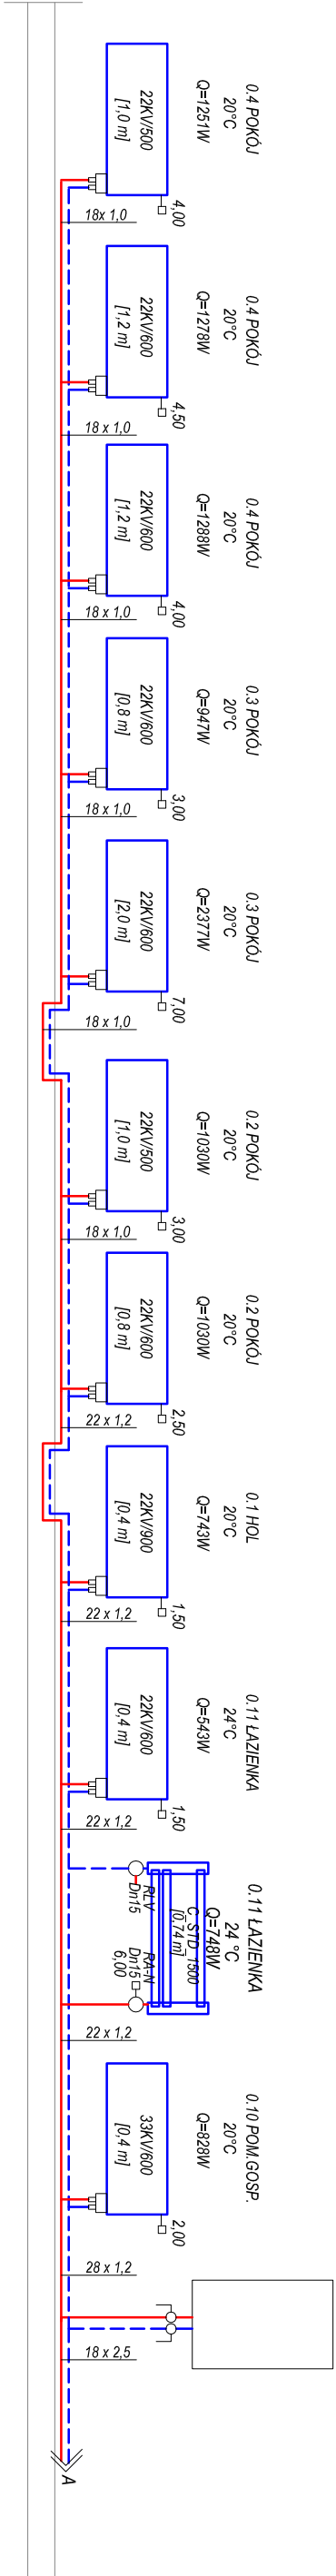 0.4 POKÓJ
20°C
Q=1251W
22KV/500
[1,0 m]
4,00
18x 1,0
0.4 POKÓJ
20°C
Q=1278W
22KV/600
[1,2 m]
4,50
18 x 1,0
0.4 POKÓJ
20°C
Q=1288W
22KV/600
[1,2 m]
4,00
18 x 1,0
0.3 POKÓJ
20°C
Q=947W
22KV/600
[0,8 m]
3,00
18 x 1,0
0.3 POKÓJ
20°C
Q=2377W
22KV/600
[2,0 m]
7,00
18 x 1,0
0.2 POKÓJ
20°C
Q=1030W
22KV/500
[1,0 m]
3,00
18 x 1,0
0.2 POKÓJ
20°C
Q=1030W
22KV/600
[0,8 m]
2,50
22 x 1,2
0.1 HOL
20°C
Q=743W
22KV/900
[0,4 m]
1,50
22 x 1,2
0.11 ŁAZIENKA
24°C
Q=543W
22KV/600
[0,4 m]
1,50
22 x 1,2
0.11 ŁAZIENKA
24 °C
Q=748W
C_STD_1500
[0,74 m]
RLV
Dn15
RA-N
Dn15
6,00
22 x 1,2
0.10 POM.GOSP.
20°C
Q=828W
33KV/600
[0,4 m]
2,00
28 x 1,2
18 x 2,5
A